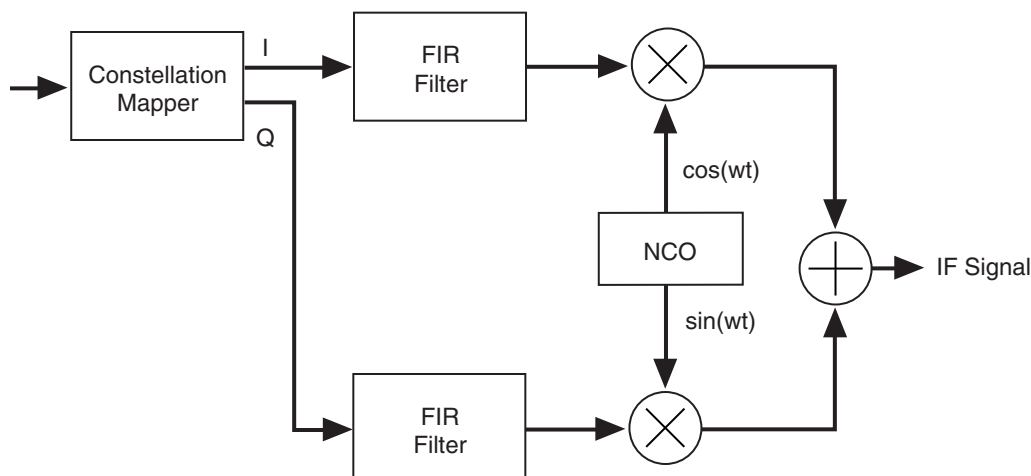 I
FIR
Filter
Constellation
Mapper
Q
cos(wt)
NCO
IF Signal
sin(wt)
FIR
Filter